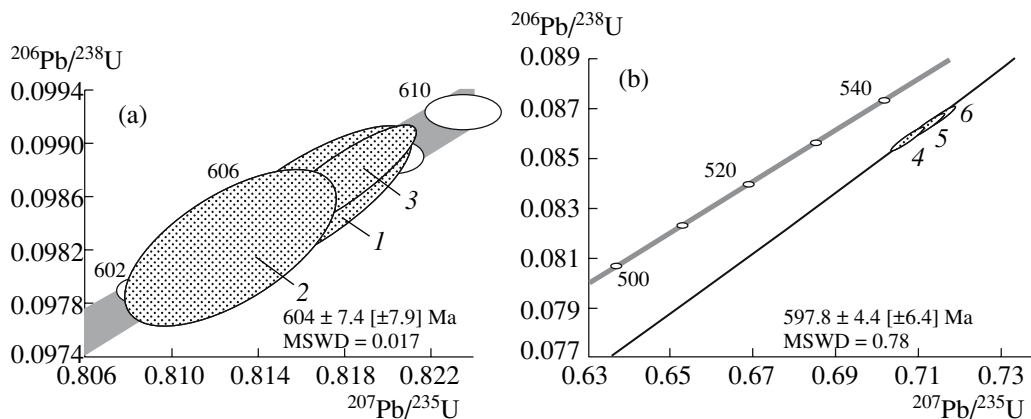 ²⁰⁶Pb/²³⁸U
0.0994
0.0990
0.0986
0.0982
0.0978
0.0974
(a)
610
606
602
3
1
2
604 ± 7.4 [±7.9] Ma
MSWD = 0.017
0.806 0.810 0.814 0.818 0.822
²⁰⁷Pb/²³⁵U
²⁰⁶Pb/²³⁸U
0.089
0.087
0.085
0.083
0.081
0.079
0.077
(b)
540
520
500
6
5
4
597.8 ± 4.4 [±6.4] Ma
MSWD = 0.78
0.63 0.65 0.67 0.69 0.71 0.73
²⁰⁷Pb/²³⁵U